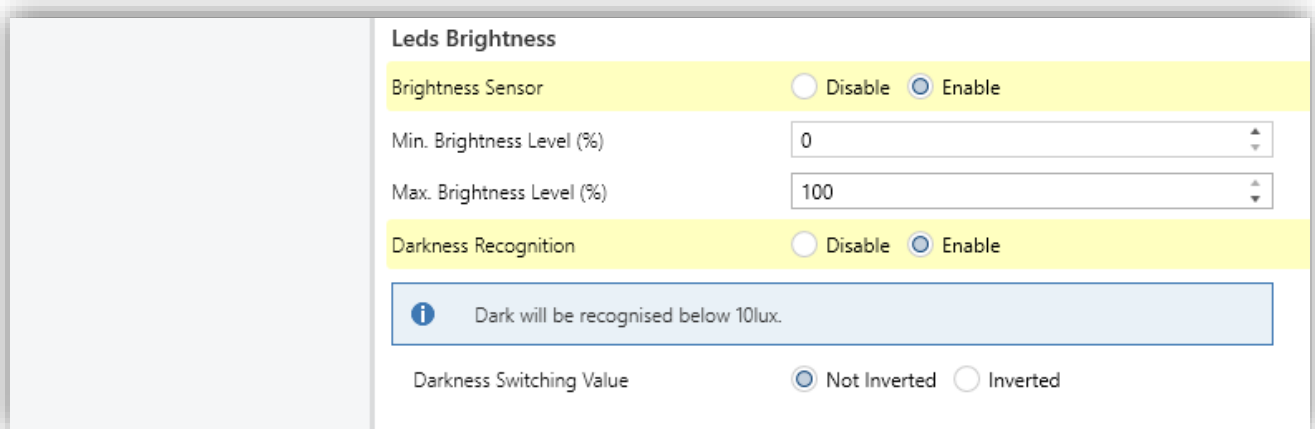 Leds Brightness
Brightness Sensor Disable Enable
Min. Brightness Level (%) 0
Max. Brightness Level (%) 100
Darkness Recognition Disable Enable
Dark will be recognised below 10lux.
Darkness Switching Value Not Inverted Inverted